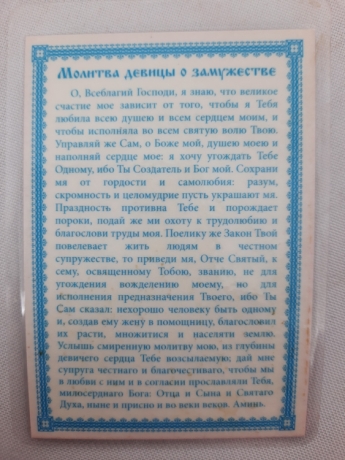 Молитва девицы о замужестве
О, Всеблагий Господи, я знаю, что великое
счастье мое зависит от того, чтобы я Тебя
любила всею душею и всем сердцем моим, и
чтобы исполняла во всем святую волю Твою.
Управляй же Сам, о Боже мой, душею моею и
наполняй сердце мое: я хочу угождать Тебе
Одному, ибо Ты Создатель и Бог мой. Сохрани
мя от гордости и самолюбия: разум,
скромность и целомудрие пусть украшают мя.
Праздность противна Тебе и порождает
пороки, подай же ми охоту к трудолюбию и
благослови труды моя. Поелику же Закон Твой
повелевает жить людям в честном
супружестве, то приведи мя, Отче Святый, к
сему, освященному Тобою, званию, не для
угождения вожделению моему, но для
исполнения предназначения Твоего, ибо Ты
Сам сказал: нехорошо человеку быть одному
и, создав ему жену в помощницу, благословил
их расти, множитися и населяти землю.
Услышь смиренную молитву мою, из глубины
девичего сердца Тебе возсылаемую; дай мне
супруга честнаго и благочестиваго, чтобы мы
в любви с ним и в согласии прославляли Тебя,
милосерднаго Бога: Отца и Сына и Святаго
Духа, ныне и присно и во веки веков. Аминь.